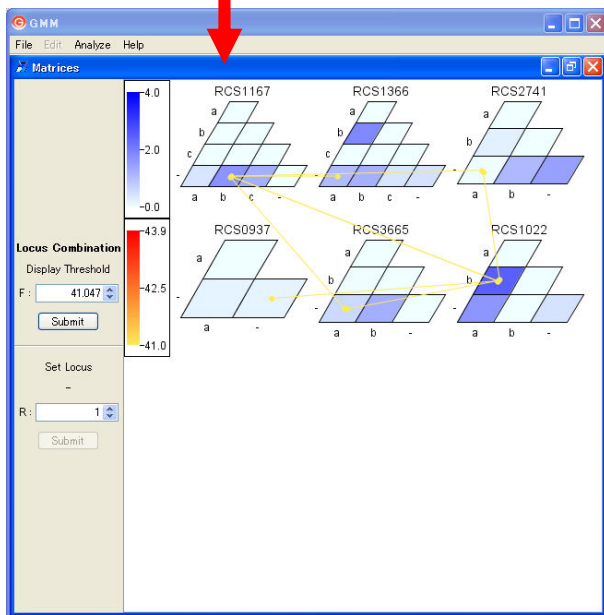 GMM
File Edit Analyze Help
Matrices
4.0
2.0
0.0
43.9
42.5
41.0
Locus Combination
Display Threshold
F : 41.047
Submit
Set Locus
-
R : 1
Submit
RCS1167 RCS1366 RCS2741
a a a
b b b
c c
- - -
a b c - a b c - a b -
RCS0937 RCS3665 RCS1022
a a a
b b
- - -
a - a b - a b -